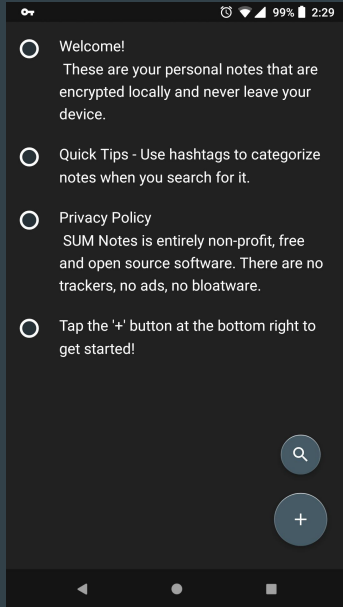 99% 2:29
Welcome!
These are your personal notes that are
encrypted locally and never leave your
device.
Quick Tips - Use hashtags to categorize
notes when you search for it.
Privacy Policy
SUM Notes is entirely non-profit, free
and open source software. There are no
trackers, no ads, no bloatware.
Tap the '+' button at the bottom right to
get started!
+